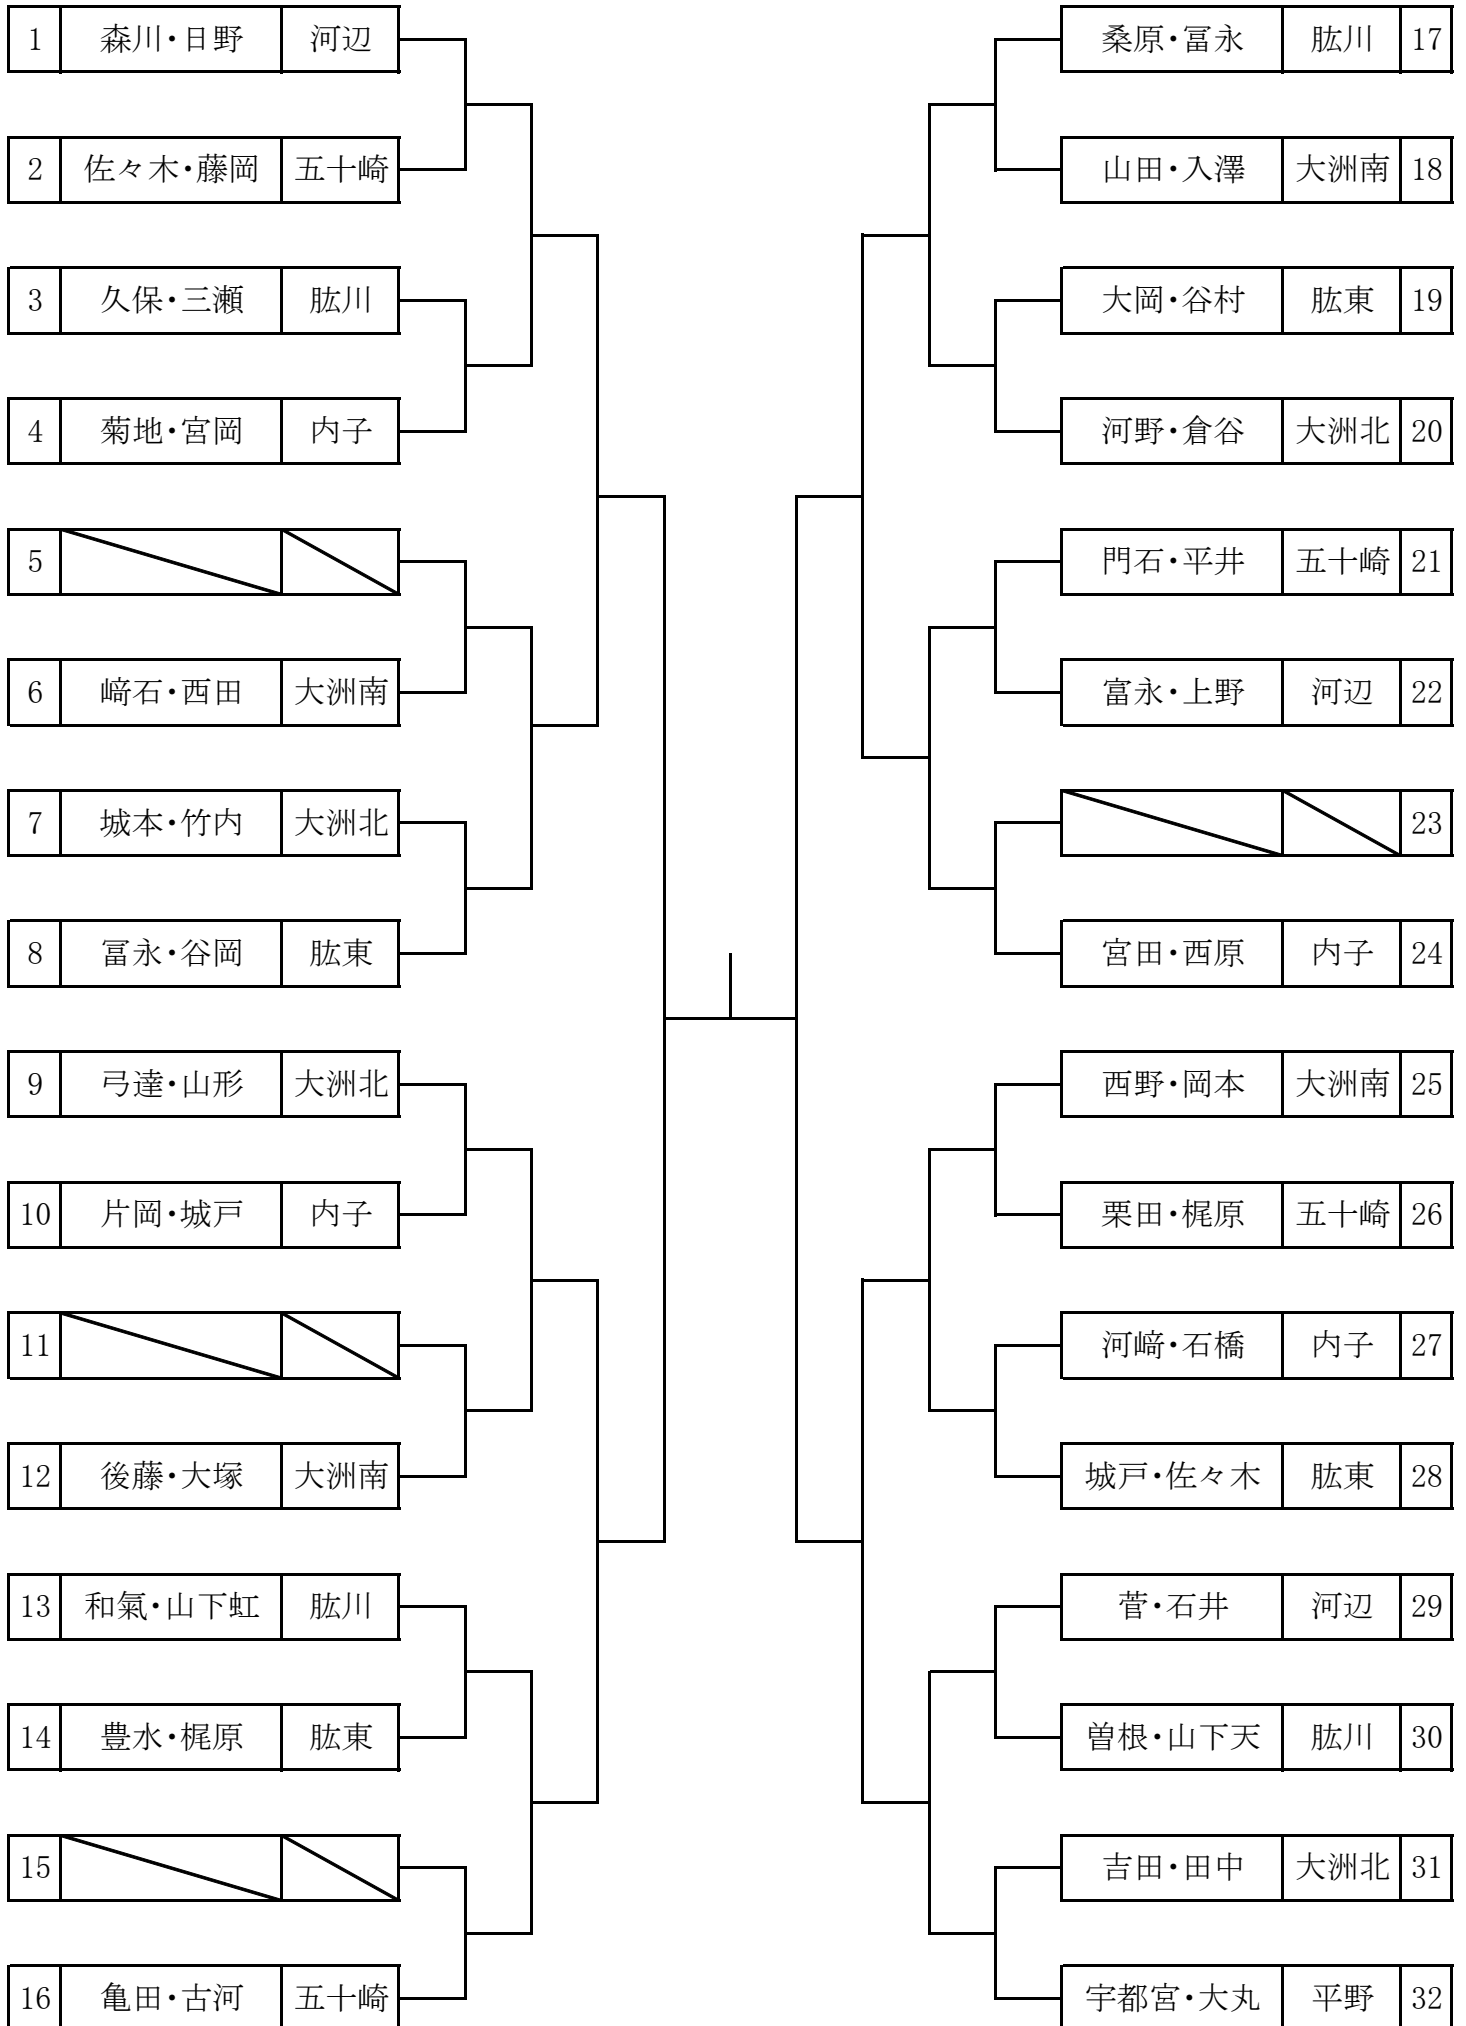 1 森川・日野 河辺
2 佐々木・藤岡 五十崎
3 久保・三瀬 肱川
4 菊地・宮岡 内子
5
6 﨑石・西田 大洲南
7 城本・竹内 大洲北
8 冨永・谷岡 肱東
9 弓達・山形 大洲北
10 片岡・城戸 内子
11
12 後藤・大塚 大洲南
13 和氣・山下虹 肱川
14 豊水・梶原 肱東
15
16 亀田・古河 五十崎
桑原・冨永 肱川 17
山田・入澤 大洲南 18
大岡・谷村 肱東 19
河野・倉谷 大洲北 20
門石・平井 五十崎 21
富永・上野 河辺 22
23
宮田・西原 内子 24
西野・岡本 大洲南 25
栗田・梶原 五十崎 26
河﨑・石橋 内子 27
城戸・佐々木 肱東 28
菅・石井 河辺 29
曽根・山下天 肱川 30
吉田・田中 大洲北 31
宇都宮・大丸 平野 32